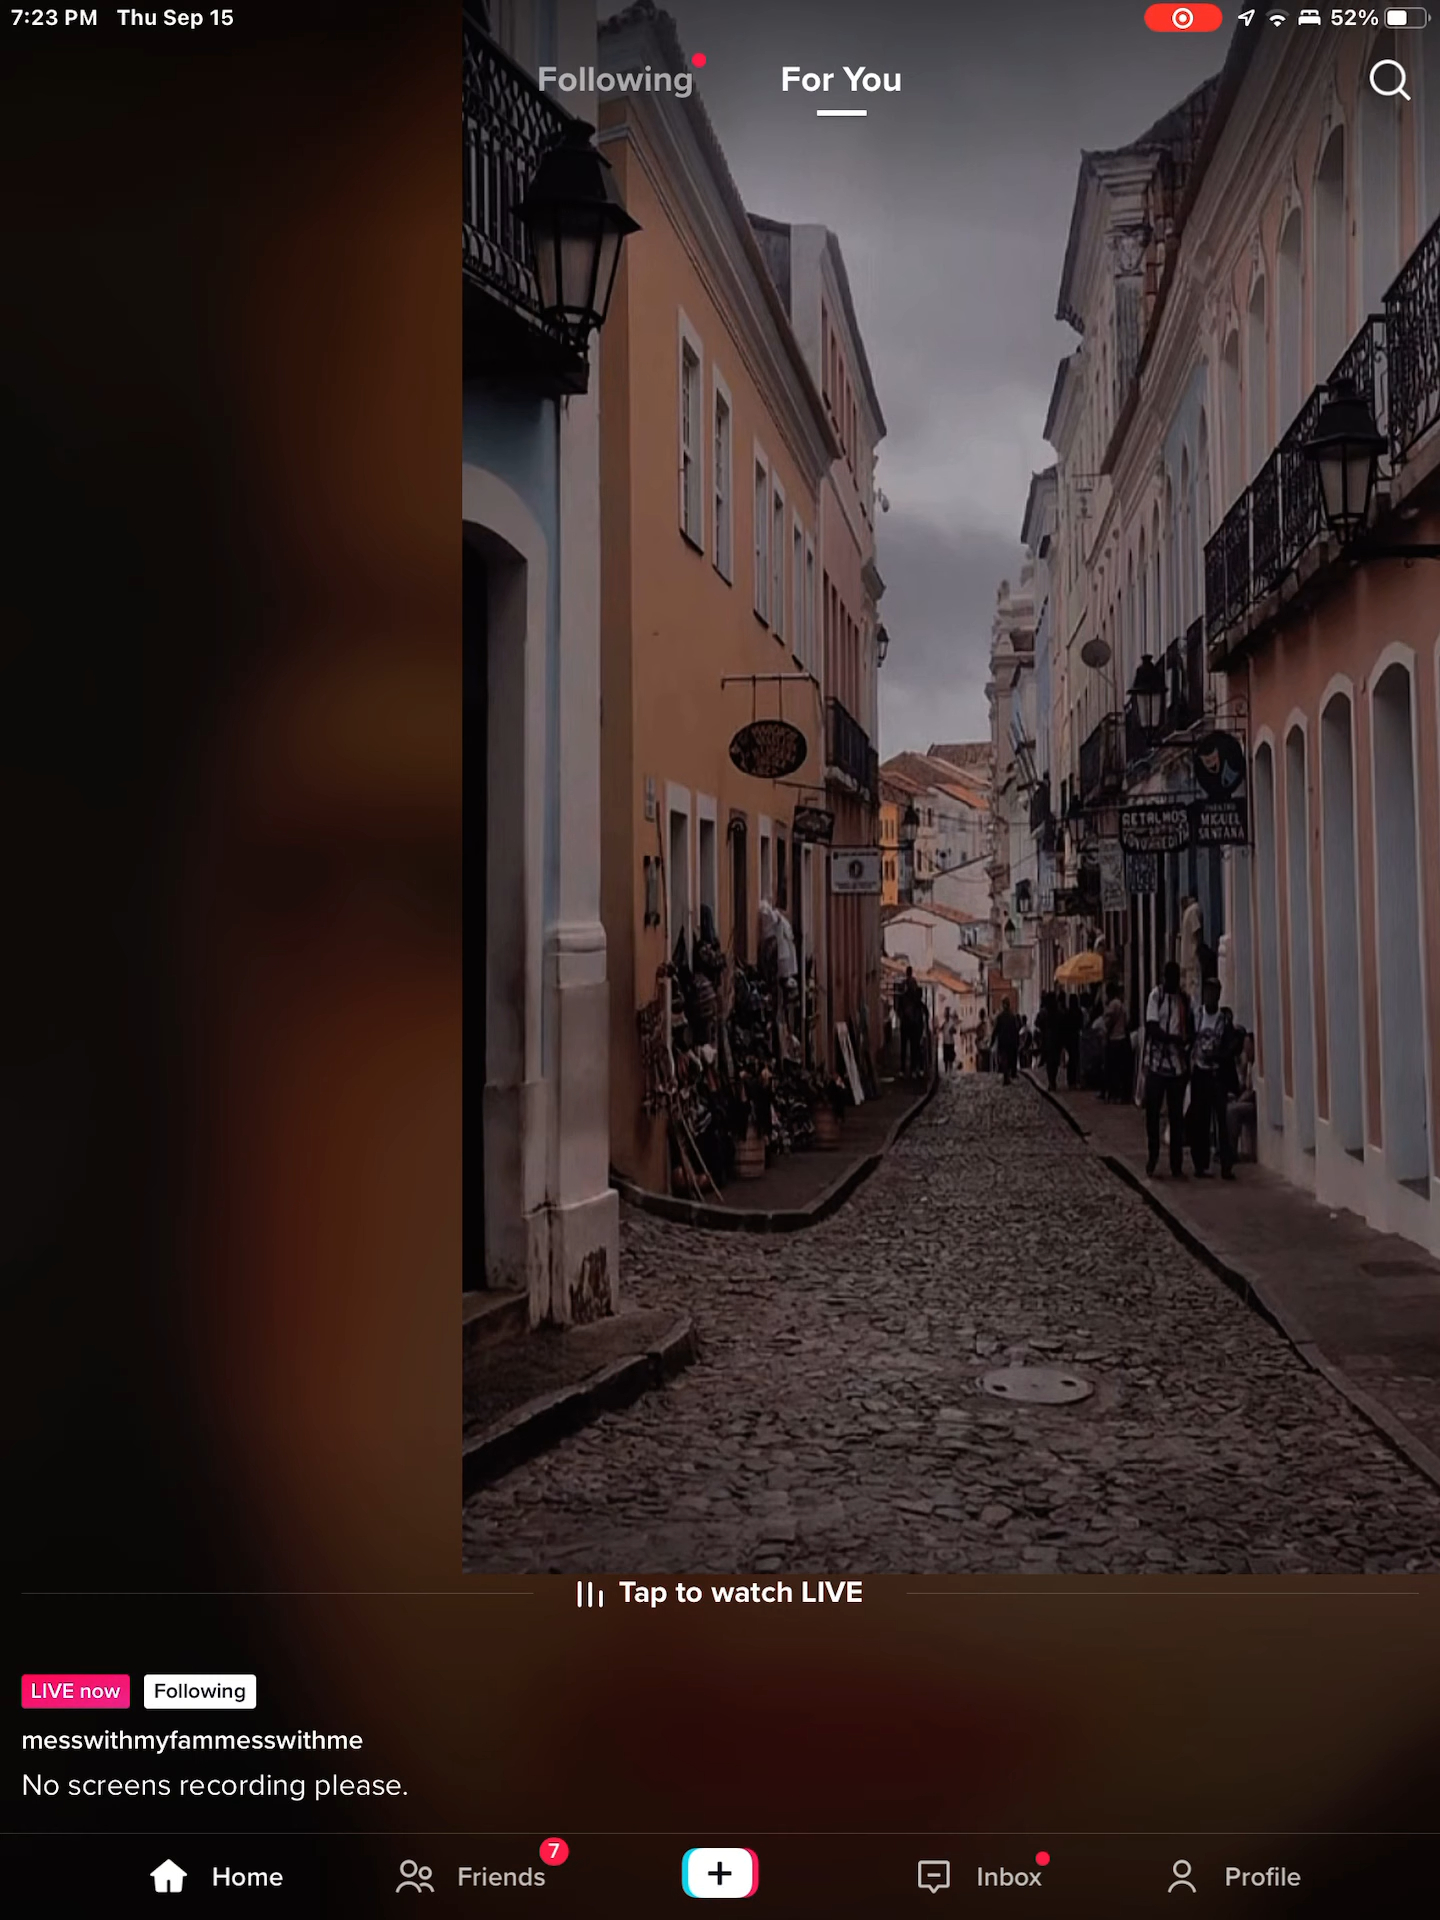 7:23 PM Thu Sep 15
52%
Following
For You
RETALHOS
MIGUEL
SANTANA
Tap to watch LIVE
LIVE now
Following
messwithmyfammesswithme
No screens recording please.
Home
Friends
7
Inbox
Profile